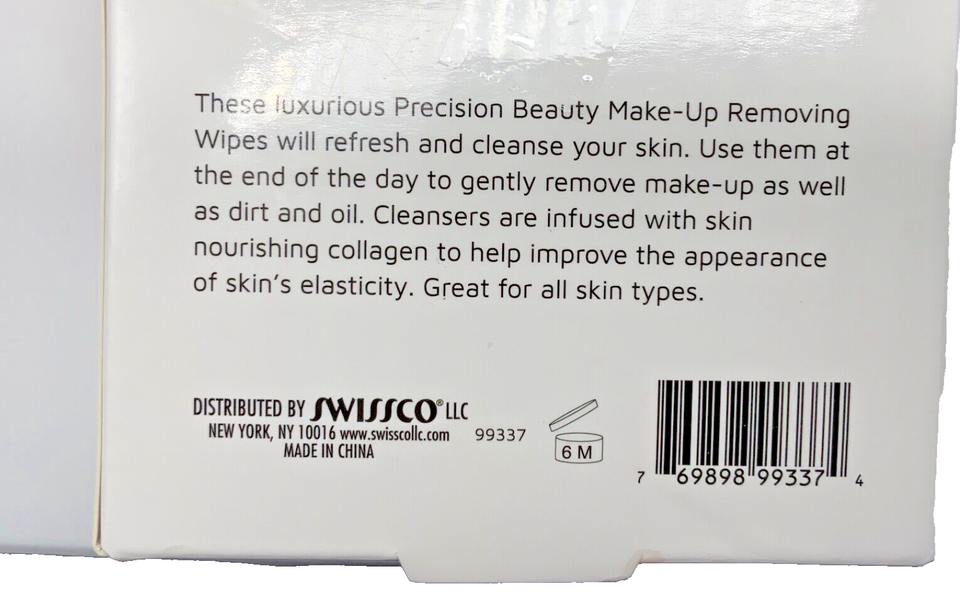 These luxurious Precision Beauty Make-Up Removing
Wipes will refresh and cleanse your skin. Use them at
the end of the day to gently remove make-up as well
as dirt and oil. Cleansers are infused with skin
nourishing collagen to help improve the appearance
of skin's elasticity. Great for all skin types.
DISTRIBUTED BY SWISSCO® LLC
NEW YORK, NY 10016 www.swisscollc.com
MADE IN CHINA
99337
6 M
7 69898 99337 4